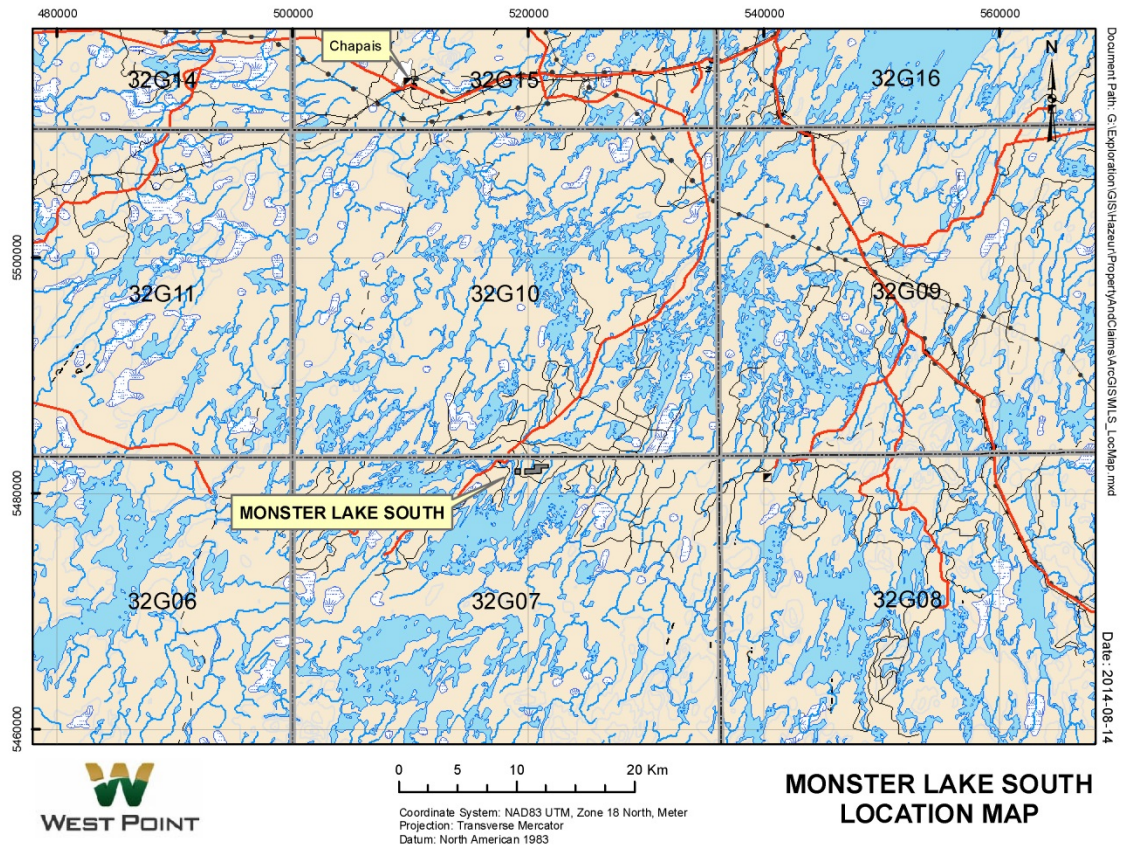 480000
500000
520000
540000
560000
Chapais
32G14
32G15
32G16
N
5500000
32G11
32G10
32G09
5480000
MONSTER LAKE SOUTH
32G06
32G07
32G08
5460000
Document Path: G:\Exploration\GIS\Hazeur\PropertyAndClaims\ArcGIS\MLS_LocMap.mxd
Date : 2014-08-14
WEST POINT
0 5 10 20 Km
Coordinate System: NAD83 UTM, Zone 18 North, Meter
Projection: Transverse Mercator
Datum: North American 1983
MONSTER LAKE SOUTH
LOCATION MAP